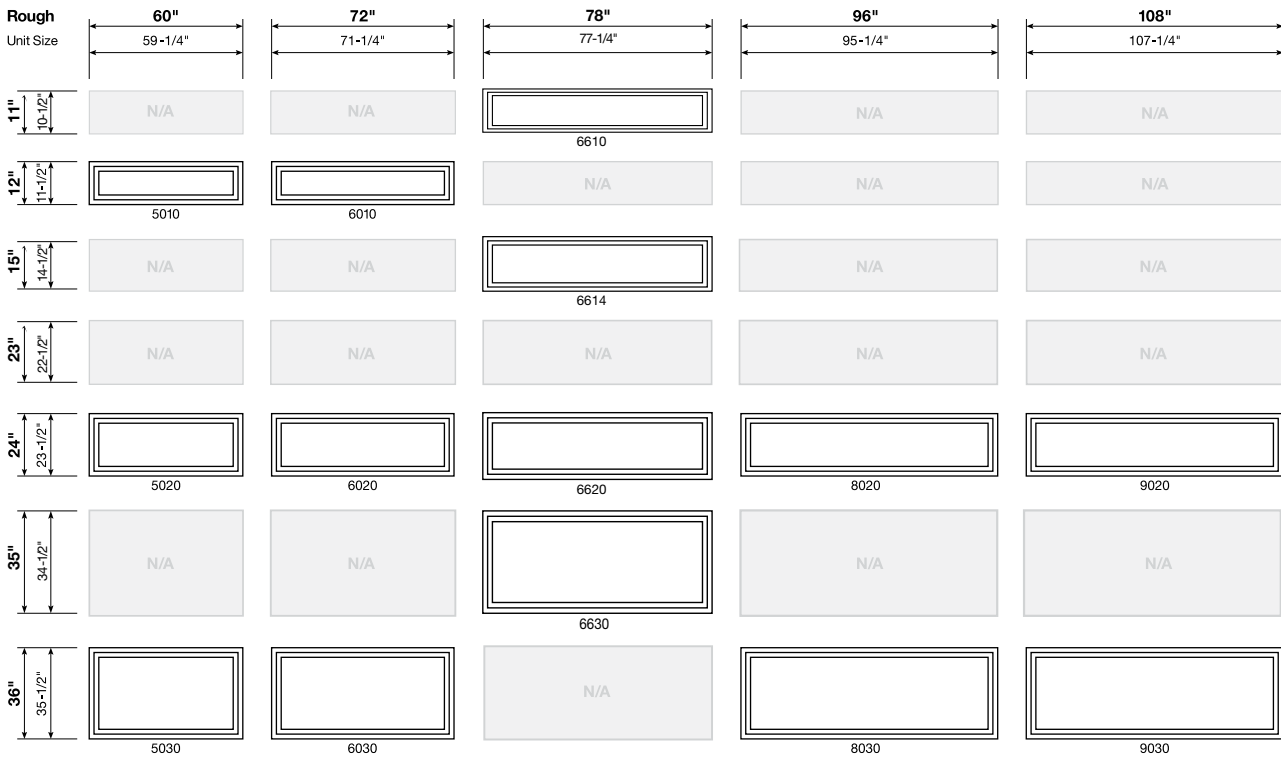 Rough 60" 72" 78" 96" 108"
Unit Size 59-1/4" 71-1/4" 77-1/4" 95-1/4" 107-1/4"
11" 10-1/2" N/A N/A N/A N/A
6610
12" 11-1/2" N/A N/A N/A
5010 6010
15" 14-1/2" N/A N/A N/A N/A
6614
23" 22-1/2" N/A N/A N/A N/A N/A
24" 23-1/2"
5020 6020 6620 8020 9020
35" 34-1/2" N/A N/A N/A N/A
6630
36" 35-1/2" N/A
5030 6030 8030 9030